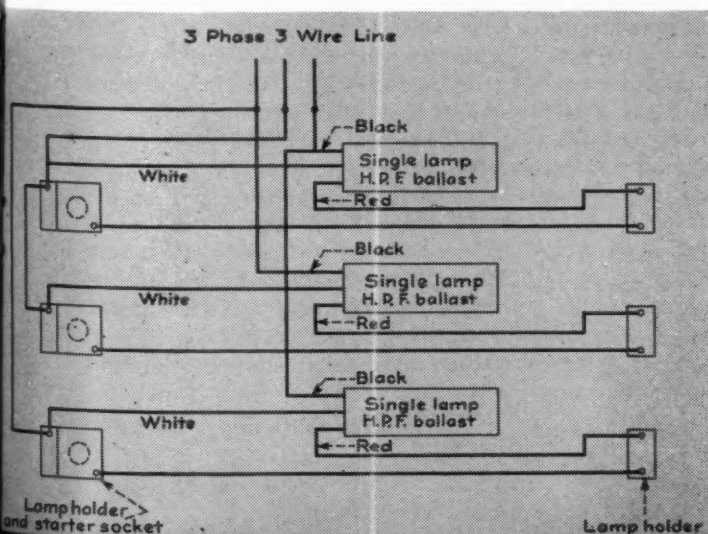 3 Phase 3 Wire Line
Black
Single lamp
H.P.F. ballast
White
Red
Black
Single lamp
H.P.F. ballast
White
Red
Black
Single lamp
H.P.F. ballast
White
Red
Lampholder
and starter socket
Lamp holder